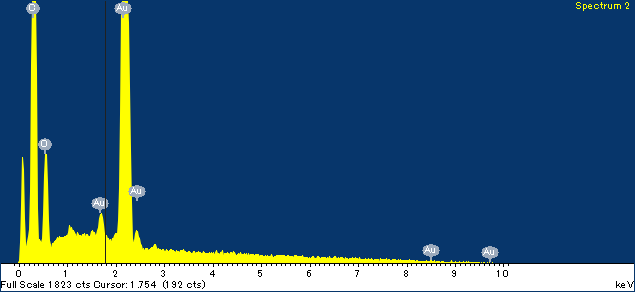 Spectrum 2
C Au
O
Au Au
Au Au
0 1 2 3 4 5 6 7 8 9 10
Full Scale 1823 cts Cursor: 1.754 (192 cts) keV